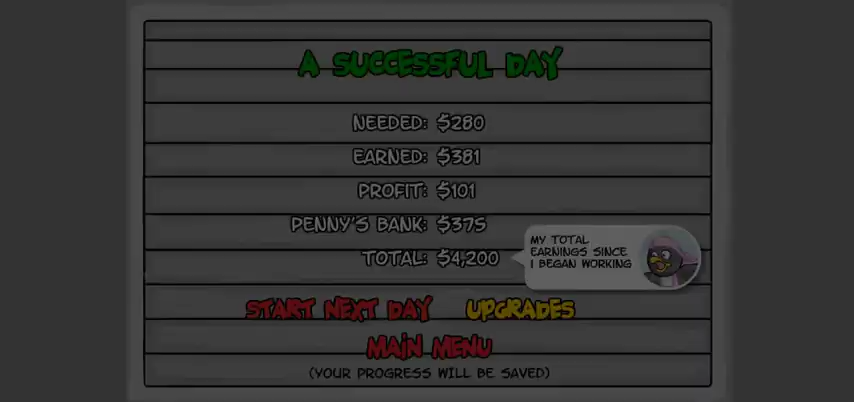 A SUCCESSFUL DAY
NEEDED: $280
EARNED: $381
PROFIT: $101
PENNY'S BANK: $375
TOTAL: $4,200
MY TOTAL
EARNINGS SINCE
I BEGAN WORKING
START NEXT DAY UPGRADES
MAIN MENU
(YOUR PROGRESS WILL BE SAVED)